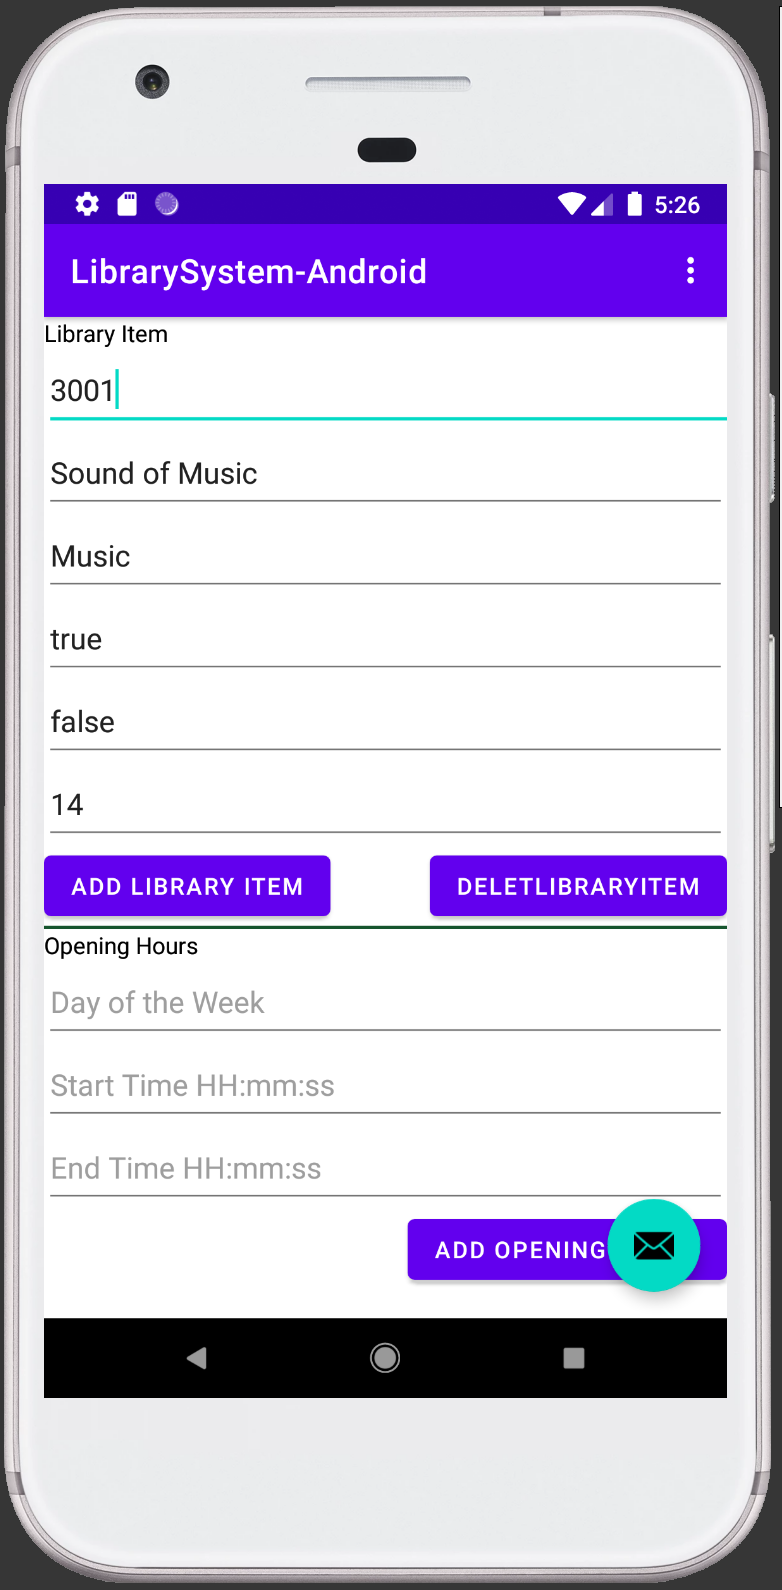 5:26
LibrarySystem-Android
Library Item
3001
Sound of Music
Music
true
false
14
ADD LIBRARY ITEM DELETLIBRARYITEM
Opening Hours
Day of the Week
Start Time HH:mm:ss
End Time HH:mm:ss
ADD OPENING